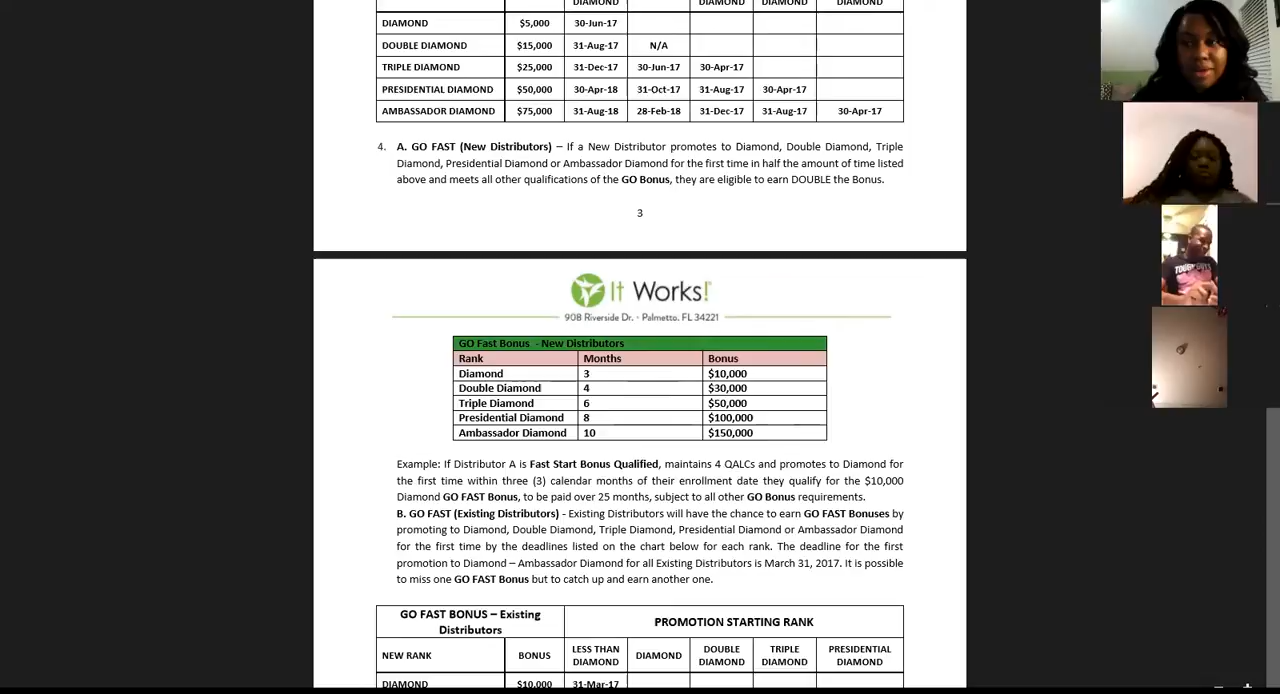 DIAMOND DIAMOND DIAMOND DIAMOND
DIAMOND $5,000 30-Jun-17
DOUBLE DIAMOND $15,000 31-Aug-17 N/A
TRIPLE DIAMOND $25,000 31-Dec-17 30-Jun-17 30-Apr-17
PRESIDENTIAL DIAMOND $50,000 30-Apr-18 31-Oct-17 31-Aug-17 30-Apr-17
AMBASSADOR DIAMOND $75,000 31-Aug-18 28-Feb-18 31-Dec-17 31-Aug-17 30-Apr-17
4. A. GO FAST (New Distributors) – If a New Distributor promotes to Diamond, Double Diamond, Triple
Diamond, Presidential Diamond or Ambassador Diamond for the first time in half the amount of time listed
above and meets all other qualifications of the GO Bonus, they are eligible to earn DOUBLE the Bonus.
3
It Works!
908 Riverside Dr. · Palmetto, FL 34221
GO Fast Bonus - New Distributors
Rank Months Bonus
Diamond 3 $10,000
Double Diamond 4 $30,000
Triple Diamond 6 $50,000
Presidential Diamond 8 $100,000
Ambassador Diamond 10 $150,000
Example: If Distributor A is Fast Start Bonus Qualified, maintains 4 QALCs and promotes to Diamond for
the first time within three (3) calendar months of their enrollment date they qualify for the $10,000
Diamond GO FAST Bonus, to be paid over 25 months, subject to all other GO Bonus requirements.
B. GO FAST (Existing Distributors) - Existing Distributors will have the chance to earn GO FAST Bonuses by
promoting to Diamond, Double Diamond, Triple Diamond, Presidential Diamond or Ambassador Diamond
for the first time by the deadlines listed on the chart below for each rank. The deadline for the first
promotion to Diamond – Ambassador Diamond for all Existing Distributors is March 31, 2017. It is possible
to miss one GO FAST Bonus but to catch up and earn another one.
GO FAST BONUS – Existing
Distributors
PROMOTION STARTING RANK
NEW RANK BONUS LESS THAN DIAMOND DIAMOND DOUBLE DIAMOND TRIPLE DIAMOND PRESIDENTIAL DIAMOND
DIAMOND $10,000 31-Mar-17
TOUGH GUYS